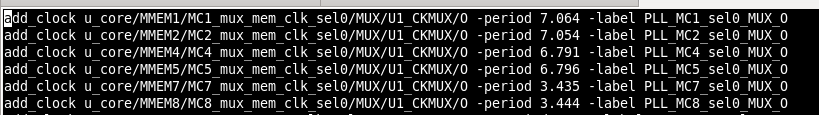 add_clock u_core/MMEM1/MC1_mux_mem_clk_sel0/MUX/U1_CKMUX/O -period 7.064 -label PLL_MC1_sel0_MUX_O
add_clock u_core/MMEM2/MC2_mux_mem_clk_sel0/MUX/U1_CKMUX/O -period 7.054 -label PLL_MC2_sel0_MUX_O
add_clock u_core/MMEM4/MC4_mux_mem_clk_sel0/MUX/U1_CKMUX/O -period 6.791 -label PLL_MC4_sel0_MUX_O
add_clock u_core/MMEM5/MC5_mux_mem_clk_sel0/MUX/U1_CKMUX/O -period 6.796 -label PLL_MC5_sel0_MUX_O
add_clock u_core/MMEM7/MC7_mux_mem_clk_sel0/MUX/U1_CKMUX/O -period 3.435 -label PLL_MC7_sel0_MUX_O
add_clock u_core/MMEM8/MC8_mux_mem_clk_sel0/MUX/U1_CKMUX/O -period 3.444 -label PLL_MC8_sel0_MUX_O